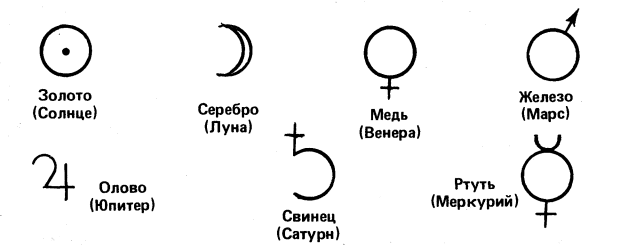 Золото
(Солнце)
Серебро
(Луна)
Медь
(Венера)
Железо
(Марс)
Олово
(Юпитер)
Свинец
(Сатурн)
Ртуть
(Меркурий)